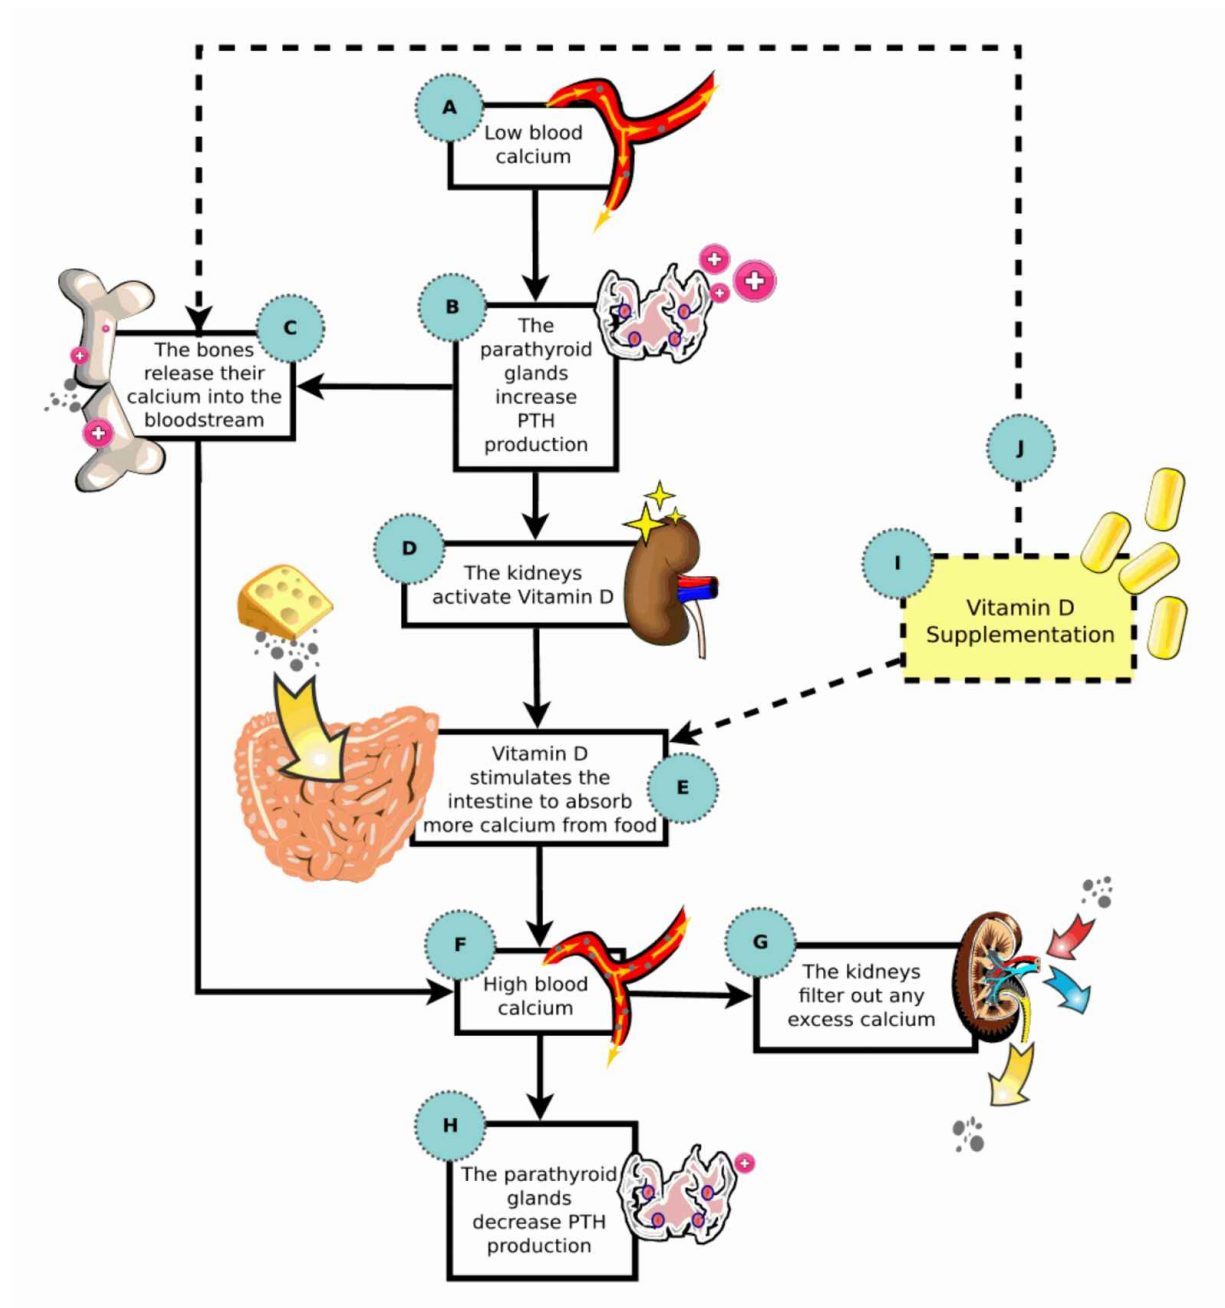 A
Low blood
calcium
B
The
parathyroid
glands
increase
PTH
production
C
The bones
release their
calcium into the
bloodstream
J
D
The kidneys
activate Vitamin D
I
Vitamin D
Supplementation
Vitamin D
stimulates the
intestine to absorb
more calcium from food
E
F
High blood
calcium
G
The kidneys
filter out any
excess calcium
H
The parathyroid
glands
decrease PTH
production